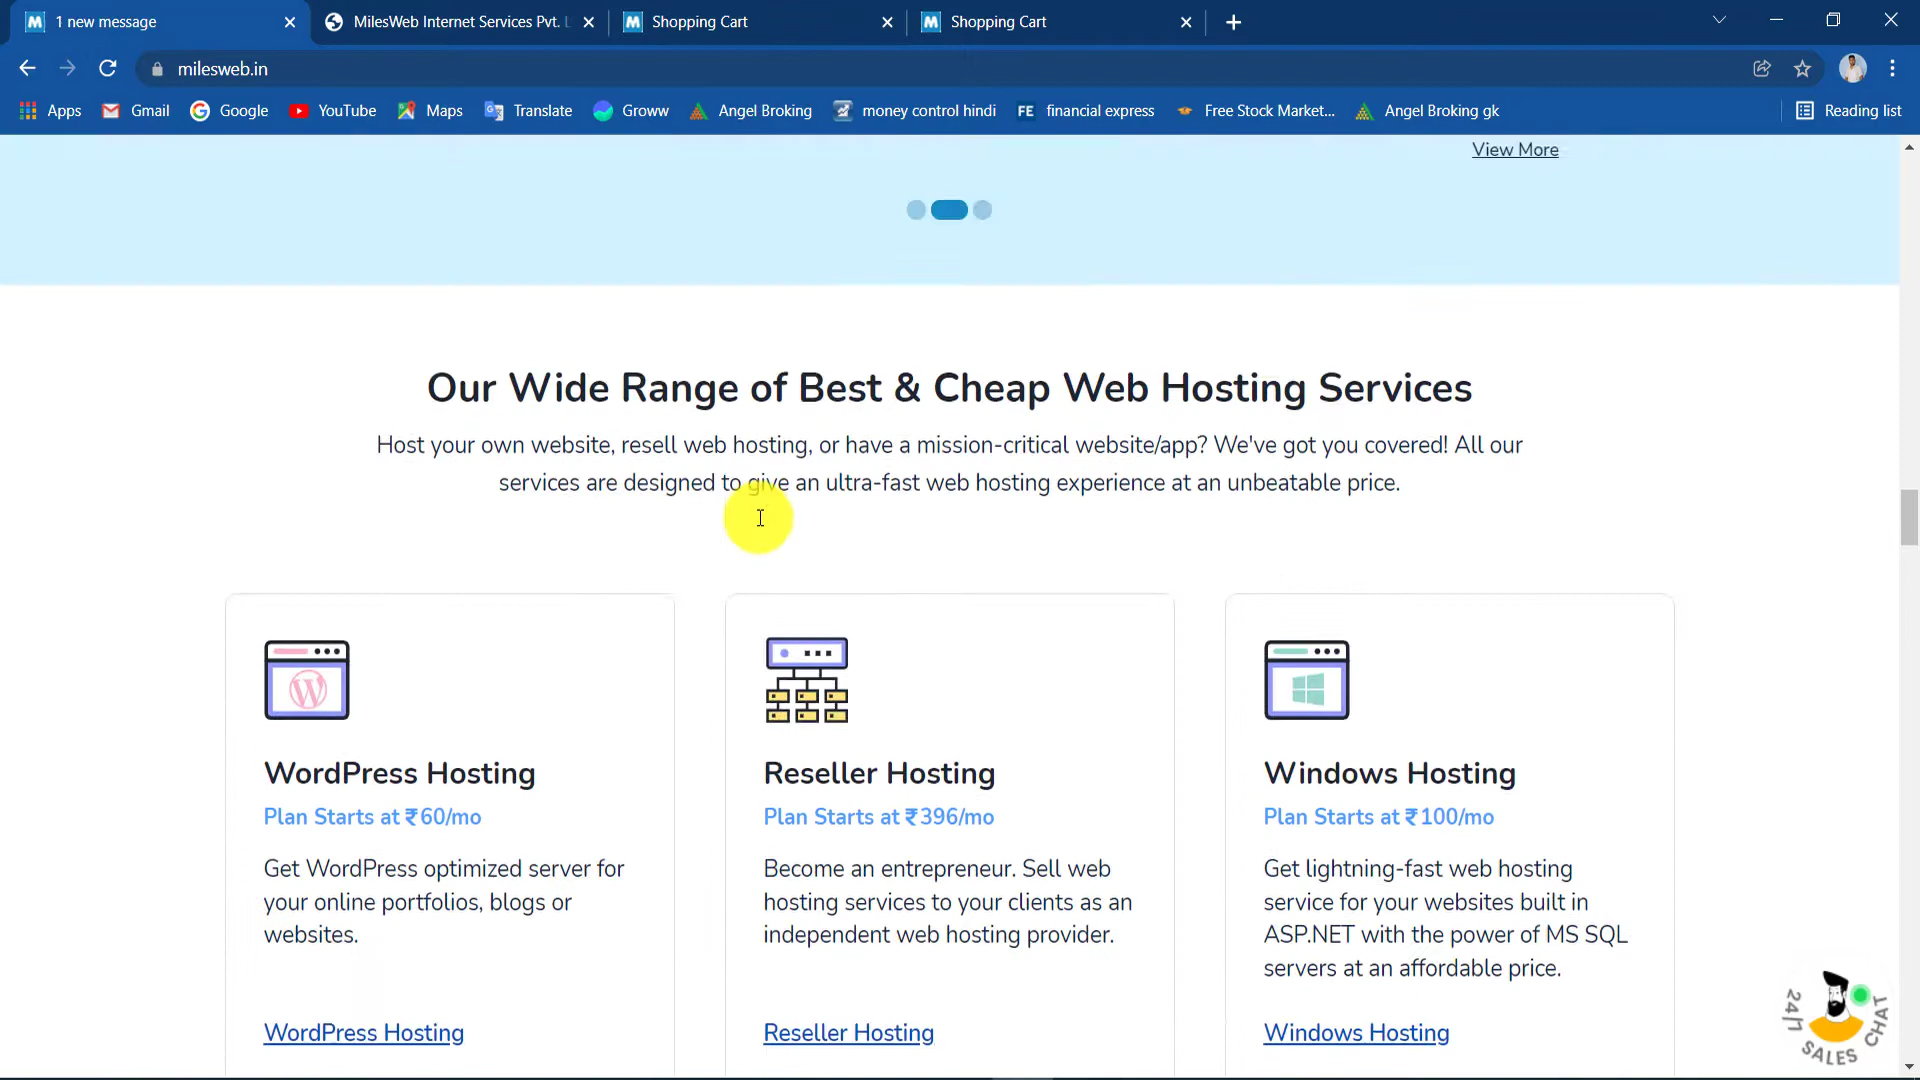 1 new message
MilesWeb Internet Services Pvt. L
Shopping Cart
Shopping Cart
milesweb.in
Apps
Gmail
Google
YouTube
Maps
Translate
Groww
Angel Broking
money control hindi
FE financial express
Free Stock Market...
Angel Broking gk
Reading list
View More
Our Wide Range of Best & Cheap Web Hosting Services
Host your own website, resell web hosting, or have a mission-critical website/app? We've got you covered! All our
services are designed to give an ultra-fast web hosting experience at an unbeatable price.
WordPress Hosting
Plan Starts at ₹60/mo
Get WordPress optimized server for
your online portfolios, blogs or
websites.
WordPress Hosting
Reseller Hosting
Plan Starts at ₹396/mo
Become an entrepreneur. Sell web
hosting services to your clients as an
independent web hosting provider.
Reseller Hosting
Windows Hosting
Plan Starts at ₹100/mo
Get lightning-fast web hosting
service for your websites built in
ASP.NET with the power of MS SQL
servers at an affordable price.
Windows Hosting
24/7 SALES CHAT